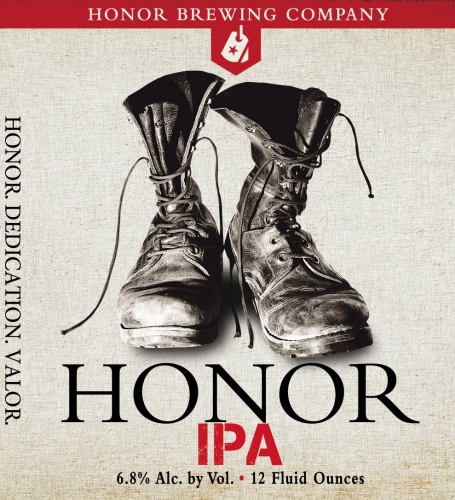 HONOR BREWING COMPANY
HONOR. DEDICATION. VALOR.
HONOR
IPA
6.8% Alc. by Vol. • 12 Fluid Ounces